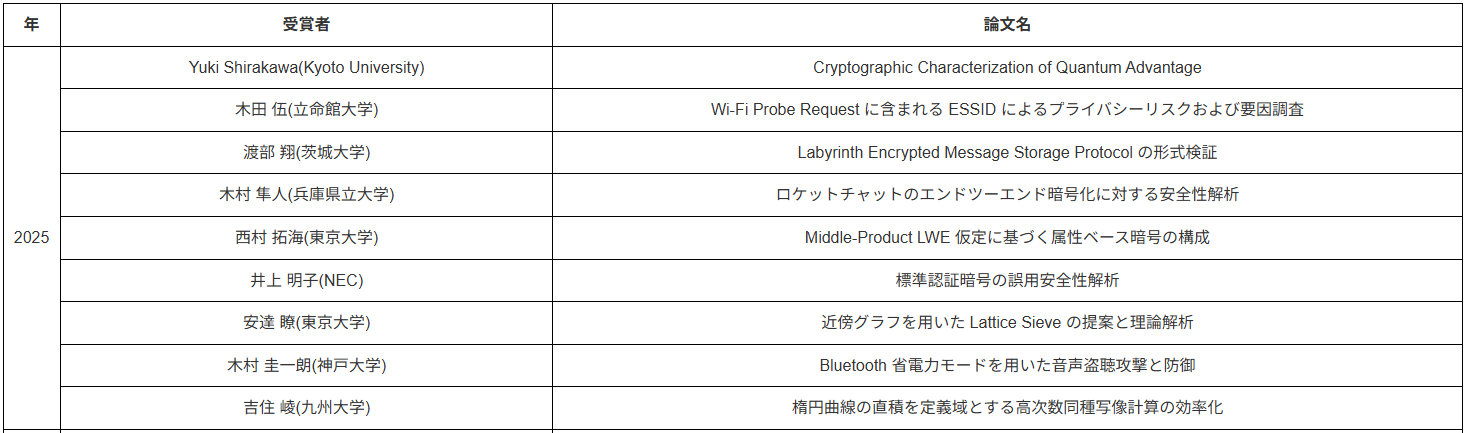 年 受賞者 論文名
Yuki Shirakawa(Kyoto University) Cryptographic Characterization of Quantum Advantage
木田 伍(立命館大学) Wi-Fi Probe Request に含まれる ESSID によるプライバシーリスクおよび要因調査
渡部 翔(茨城大学) Labyrinth Encrypted Message Storage Protocol の形式検証
木村 隼人(兵庫県立大学) ロケットチャットのエンドツーエンド暗号化に対する安全性解析
2025 西村 拓海(東京大学) Middle-Product LWE 仮定に基づく属性ベース暗号の構成
井上 明子(NEC) 標準認証暗号の誤用安全性解析
安達 瞭(東京大学) 近傍グラフを用いた Lattice Sieve の提案と理論解析
木村 圭一朗(神戸大学) Bluetooth 省電力モードを用いた音声盗聴攻撃と防御
吉住 崚(九州大学) 楕円曲線の直積を定義域とする高次数同種写像計算の効率化